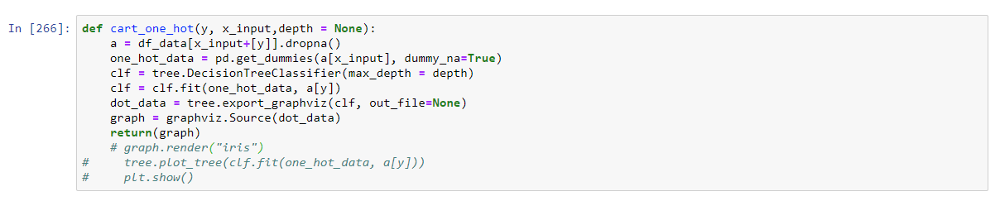 In [266]: def cart_one_hot(y, x_input,depth = None):
    a = df_data[x_input+[y]].dropna()
    one_hot_data = pd.get_dummies(a[x_input], dummy_na=True)
    clf = tree.DecisionTreeClassifier(max_depth = depth)
    clf = clf.fit(one_hot_data, a[y])
    dot_data = tree.export_graphviz(clf, out_file=None)
    graph = graphviz.Source(dot_data)
    return(graph)
    # graph.render("iris")
#     tree.plot_tree(clf.fit(one_hot_data, a[y]))
#     plt.show()